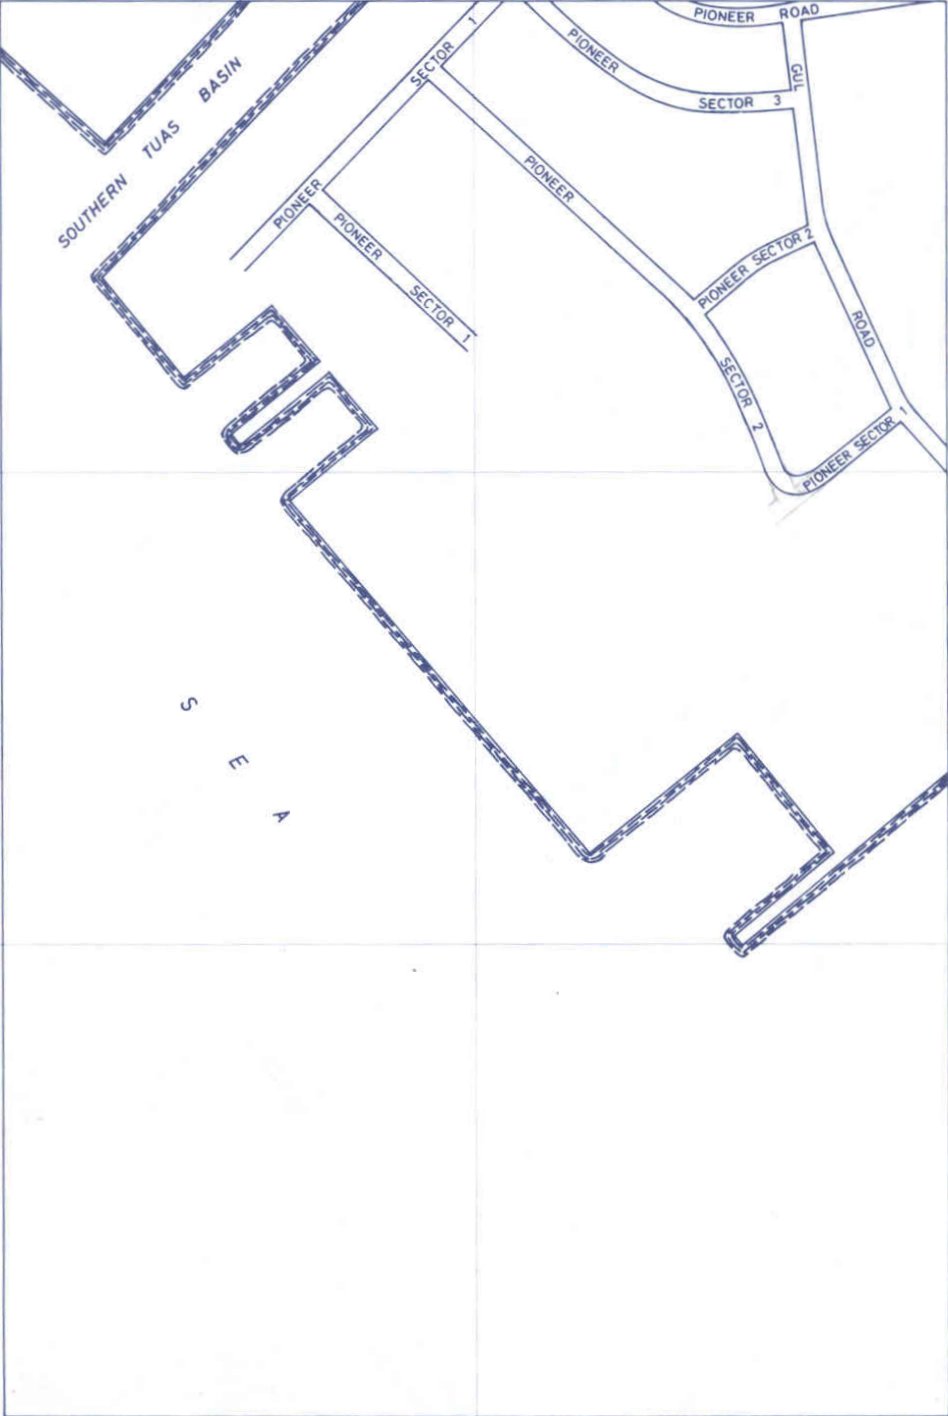 PIONEER ROAD
PIONEER SECTOR 1
PIONEER SECTOR 3
GUL ROAD
SOUTHERN TUAS BASIN
PIONEER SECTOR 1
PIONEER SECTOR 2
PIONEER SECTOR 2
PIONEER SECTOR 1
SEA